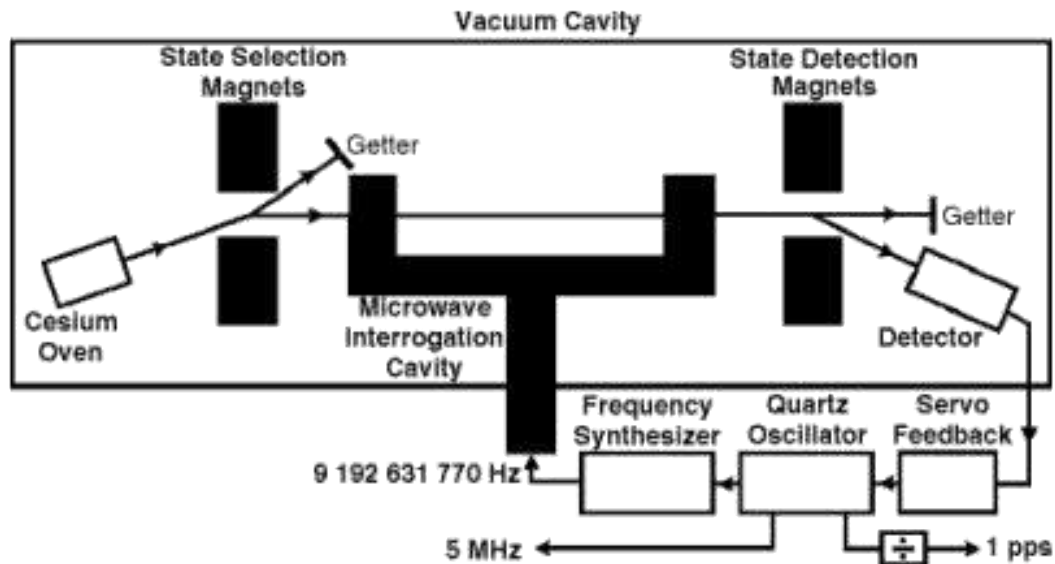 Vacuum Cavity
State Selection
Magnets
State Detection
Magnets
Getter
Getter
Cesium
Oven
Microwave
Interrogation
Cavity
Detector
Frequency
Synthesizer
Quartz
Oscillator
Servo
Feedback
9 192 631 770 Hz
5 MHz
÷
1 pps